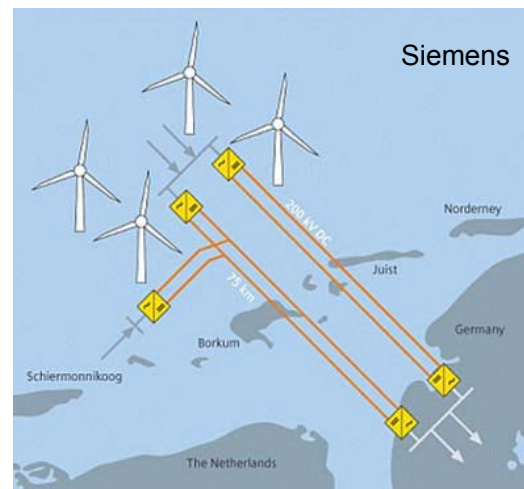 Siemens
Norderney
200 kV DC
Juist
75 km
Germany
Borkum
Schiermonnikoog
The Netherlands